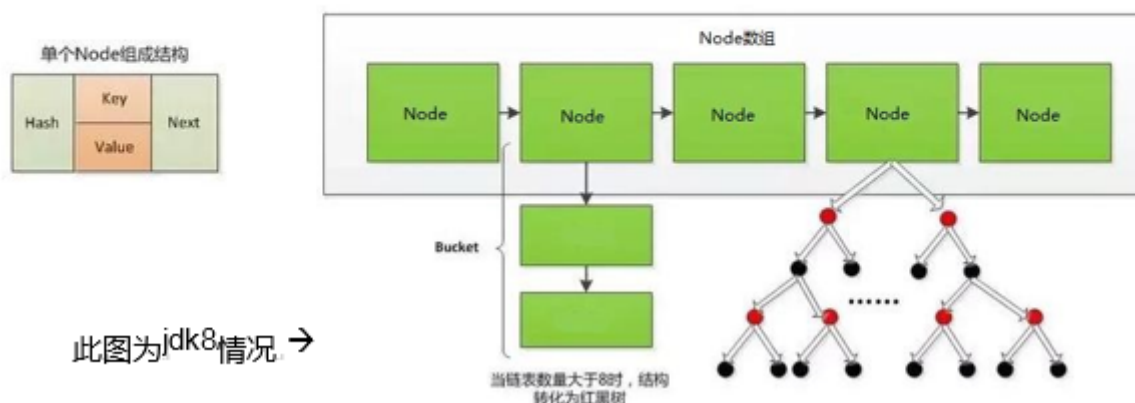 单个Node组成结构
Hash
Key
Value
Next
Node数组
Node
Node
Node
Node
Node
Bucket
......
此图为jdk8情况 →
当链表数量大于8时，结构
转化为红黑树